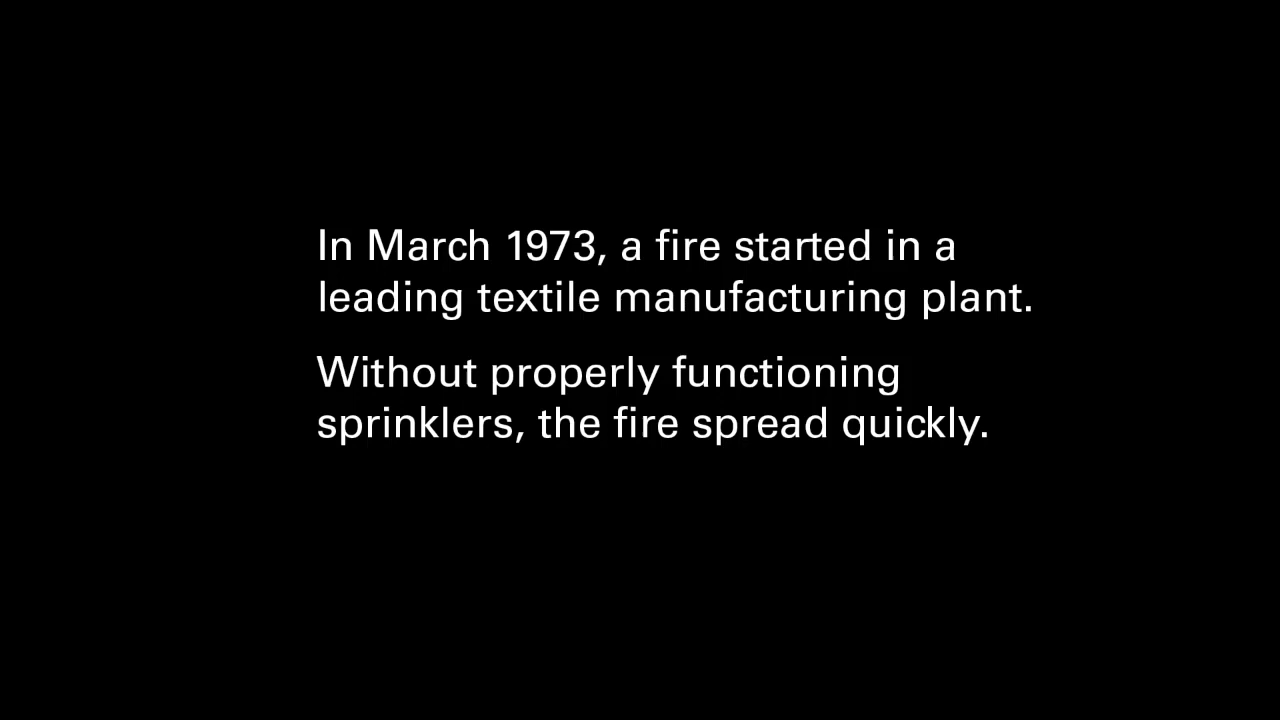 In March 1973, a fire started in a
leading textile manufacturing plant.
Without properly functioning
sprinklers, the fire spread quickly.